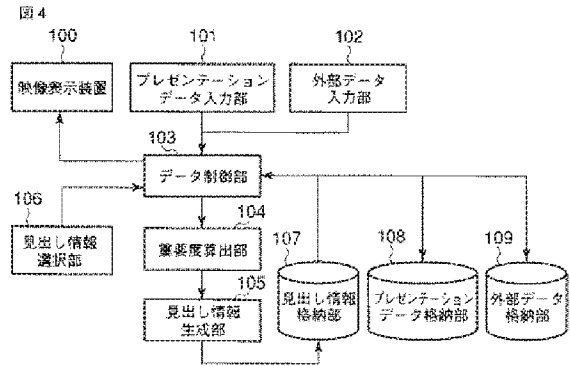 図4
100
101
102
映像表示装置
プレゼンテーション
データ入力部
外部データ
入力部
103
データ制御部
106
見出し情報
選択部
104
重要度算出部
105
見出し情報
生成部
107
見出し情報
格納部
108
プレゼンテーション
データ格納部
109
外部データ
格納部